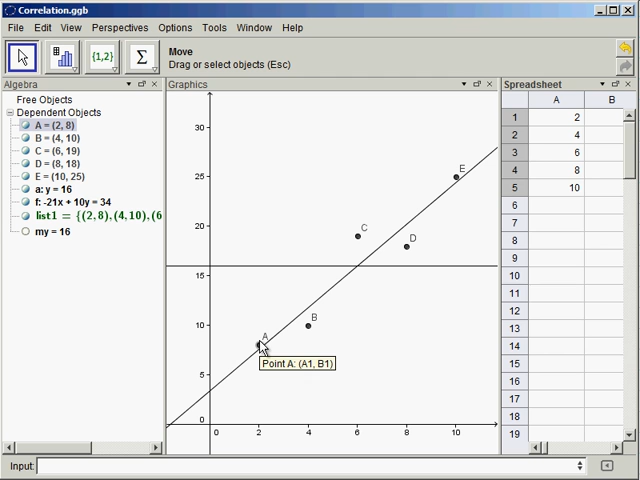 Correlation.ggb
File Edit View Perspectives Options Tools Window Help
{1,2} Σ Move
Drag or select objects (Esc)
Algebra Graphics Spreadsheet
Free Objects
Dependent Objects
A = (2, 8)
B = (4, 10)
C = (6, 19)
D = (8, 18)
E = (10, 25)
a: y = 16
f: -21x + 10y = 34
list1 = {(2, 8), (4, 10), (6
my = 16
30
25
20
15
10
5
0
0 2 4 6 8 10
E
C
D
B
A
Point A: (A1, B1)
A B
1 2
2 4
3 6
4 8
5 10
6
7
8
9
10
11
12
13
14
15
16
17
18
19
Input: